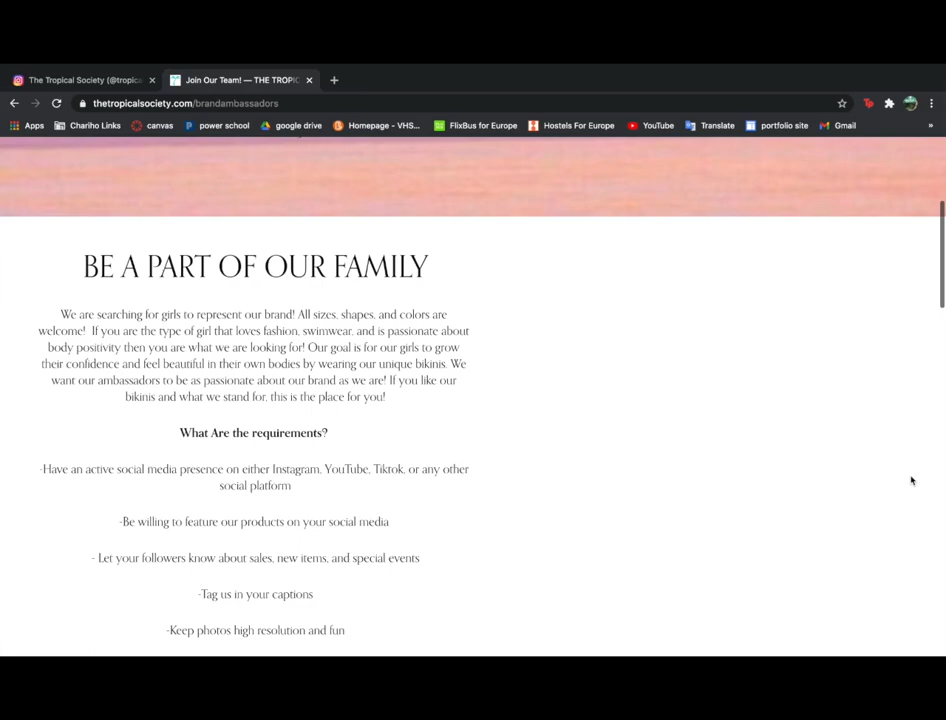 The Tropical Society (@tropica
Join Our Team! — THE TROPIC
thetropicalsociety.com/brandambassadors
Apps Chariho Links canvas power school google drive Homepage - VHS... FlixBus for Europe Hostels For Europe YouTube Translate portfolio site Gmail »
BE A PART OF OUR FAMILY
We are searching for girls to represent our brand! All sizes, shapes, and colors are
welcome!  If you are the type of girl that loves fashion, swimwear, and is passionate about
body positivity then you are what we are looking for! Our goal is for our girls to grow
their confidence and feel beautiful in their own bodies by wearing our unique bikinis. We
want our ambassadors to be as passionate about our brand as we are! If you like our
bikinis and what we stand for, this is the place for you!
What Are the requirements?
-Have an active social media presence on either Instagram, YouTube, Tiktok, or any other
social platform
-Be willing to feature our products on your social media
- Let your followers know about sales, new items, and special events
-Tag us in your captions
-Keep photos high resolution and fun